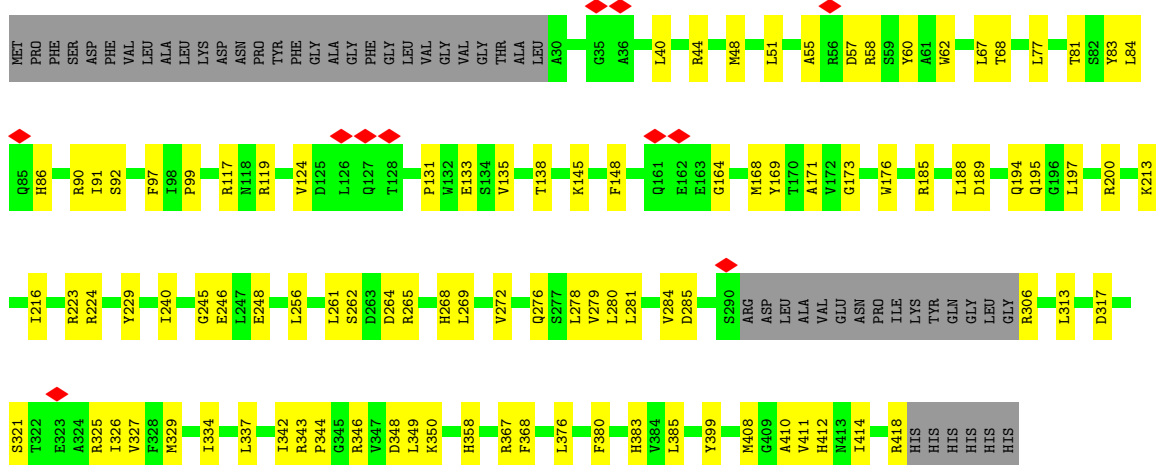 MET PRO PHE SER ASP PHE VAL LEU ALA LEU LYS ASP ASN PRO TYR PHE GLY ALA GLY PHE GLY LEU VAL GLY VAL GLY THR ALA LEU A30 G35 A36 L40 R44 M48 L51 A55 R56 D57 R58 S59 Y60 A61 W62 L67 T68 L77 T81 S82 Y83 L84
Q85 H86 R90 I91 S92 F97 I98 P99 R117 N118 R119 V124 D125 L126 Q127 T128 P131 W132 E133 S134 V135 T138 K145 F148 Q161 E162 E163 G164 M168 Y169 T170 A171 V172 G173 W176 R185 L188 D189 Q194 Q195 G196 L197 R200 K213
I216 R223 R224 Y229 I240 G245 E246 L247 E248 L256 L261 S262 D263 D264 R265 H268 L269 V272 Q276 S277 L278 V279 L280 L281 V284 D285 S290 ARG ASP LEU ALA VAL GLU ASN PRO ILE LYS TYR GLN GLY LEU GLY R306 L313 D317
S321 T322 E323 A324 R325 I326 V327 F328 M329 I334 L337 I342 R343 P344 G345 R346 V347 D348 L349 K350 H358 R367 F368 L376 F380 H383 V384 L385 Y399 M408 G409 A410 V411 H412 N413 I414 R418 HIS HIS HIS HIS HIS HIS